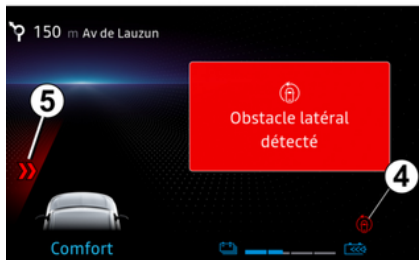 150 m Av de Lauzun
5
Obstacle latéral
détecté
4
Comfort